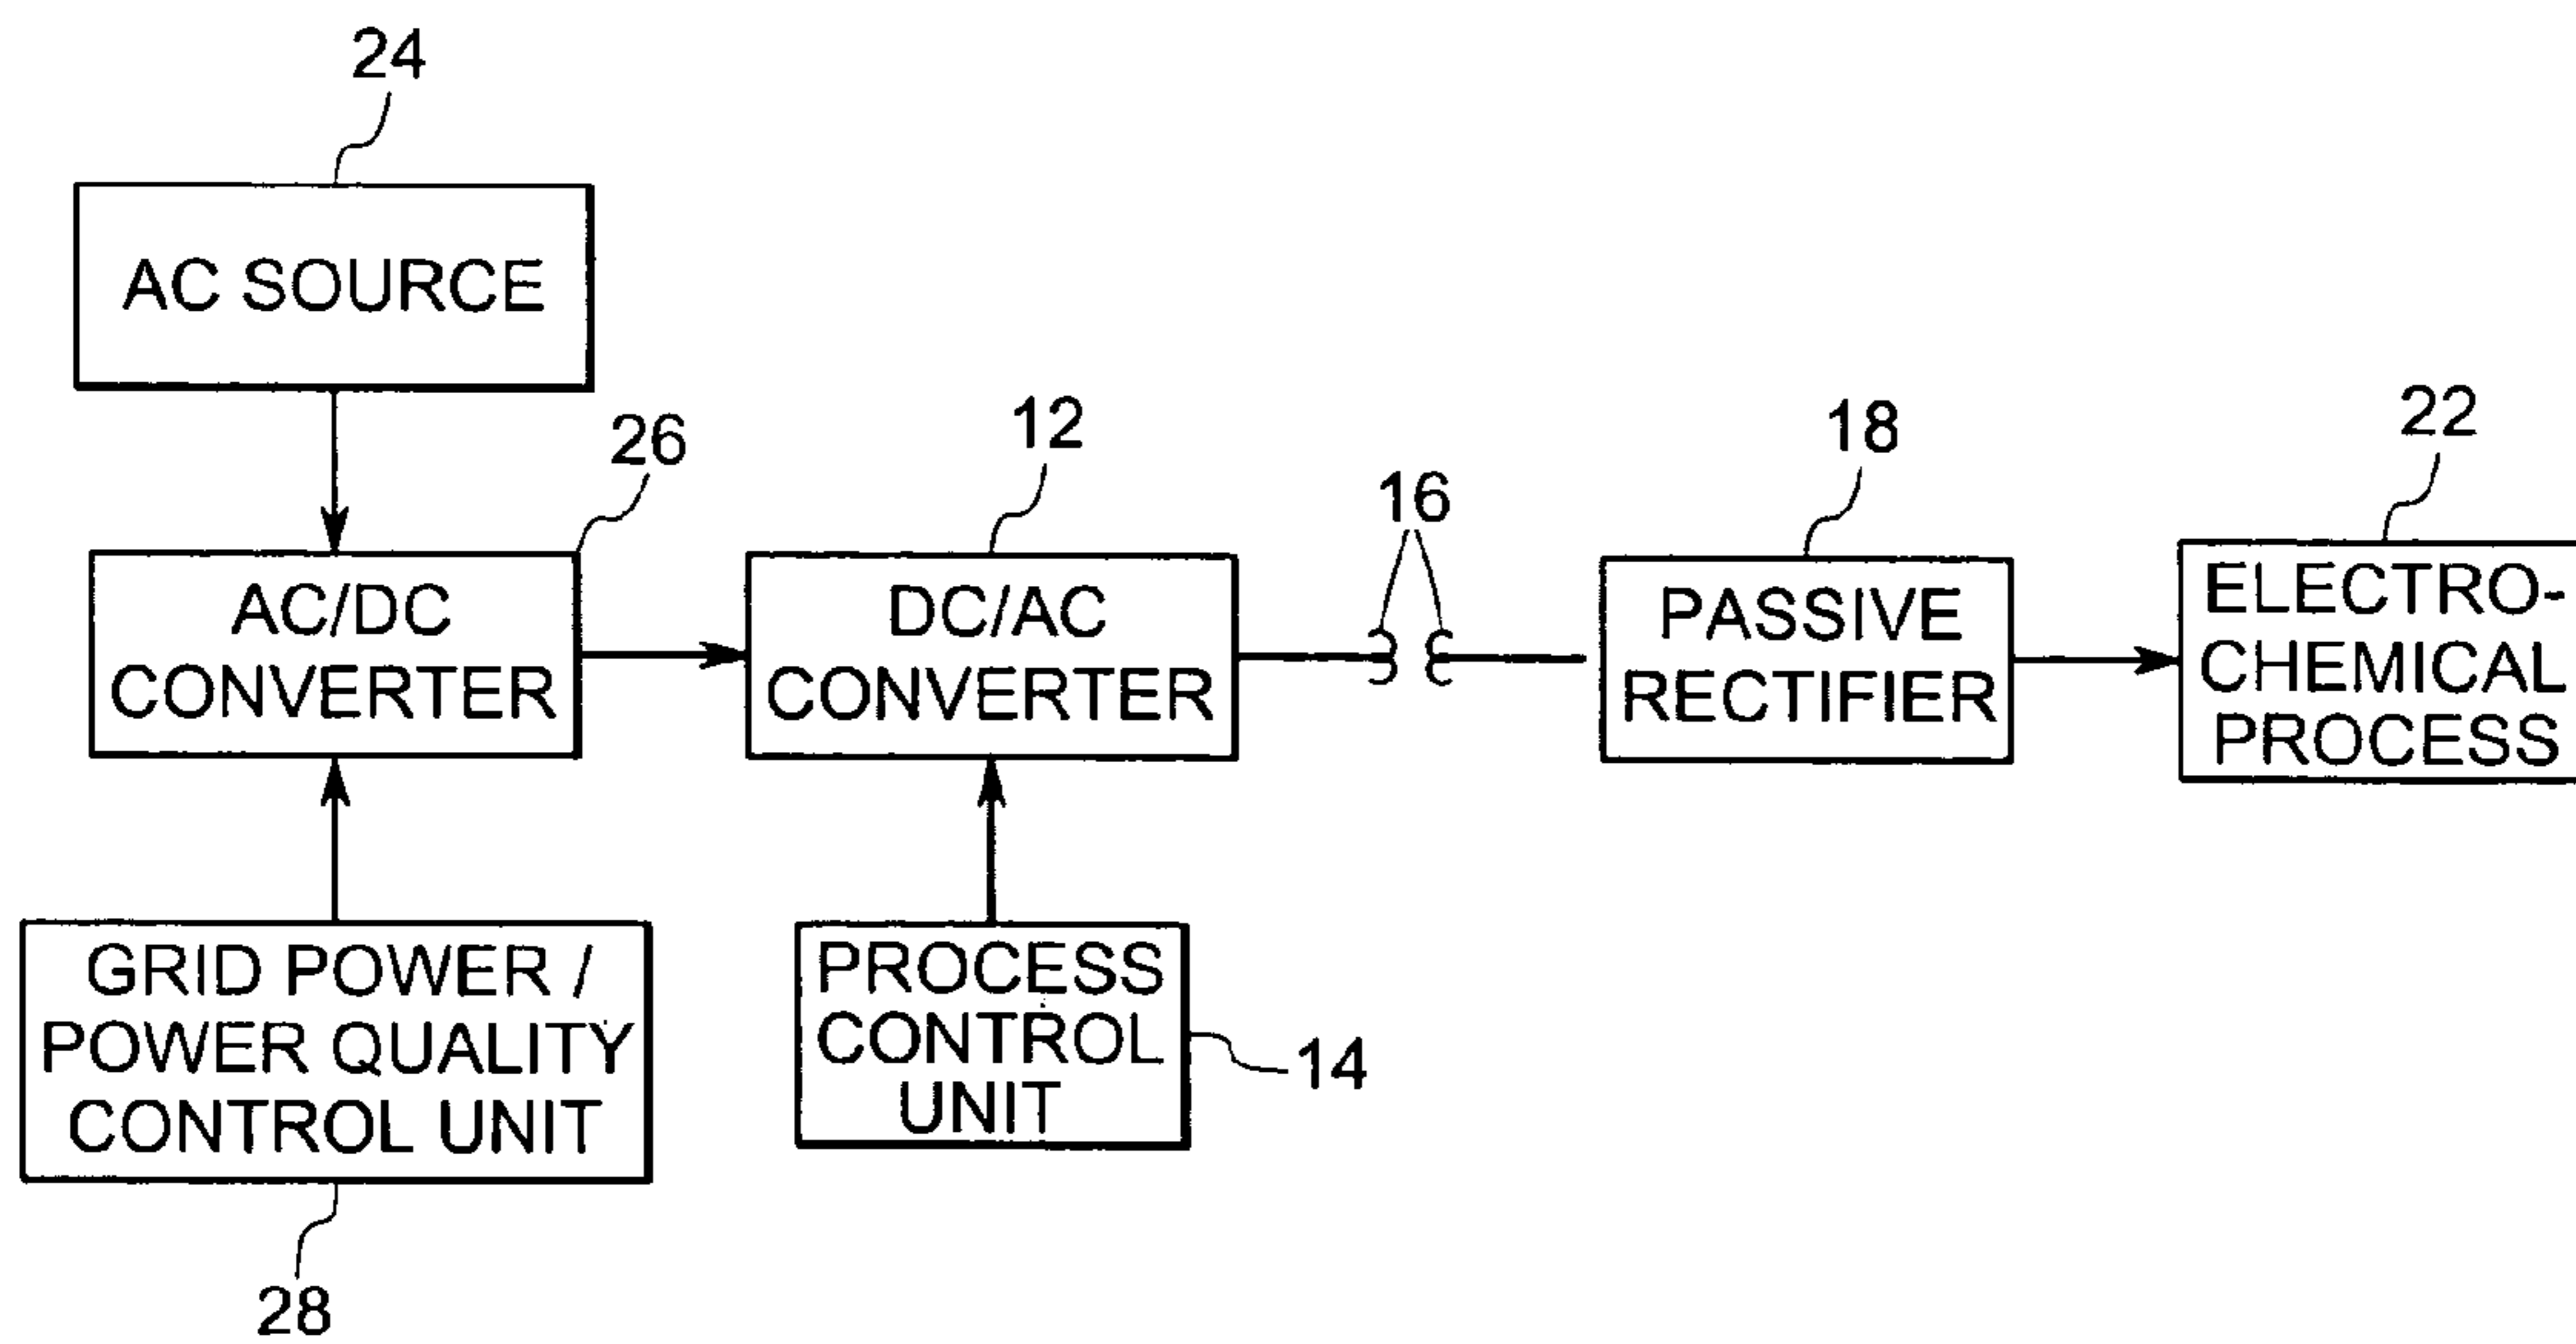 24
AC SOURCE
26
12
16
18
22
AC/DC
CONVERTER
DC/AC
CONVERTER
PASSIVE
RECTIFIER
ELECTRO-
CHEMICAL
PROCESS
GRID POWER /
POWER QUALITY
CONTROL UNIT
PROCESS
CONTROL
UNIT
14
28